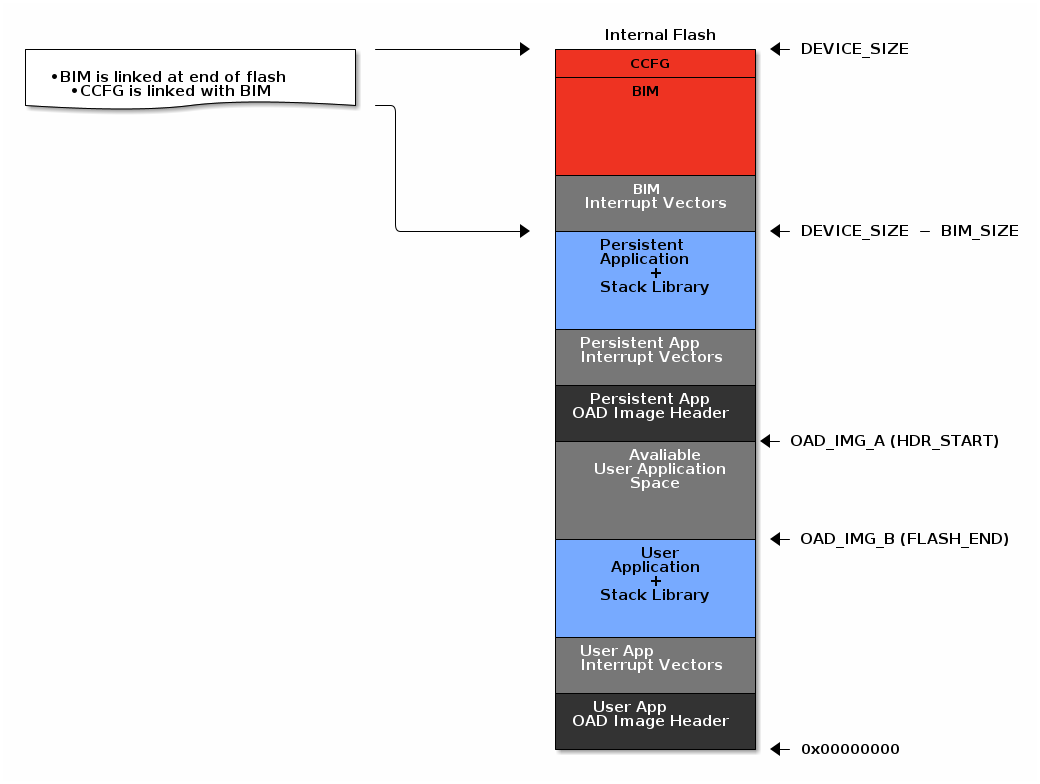 Internal Flash
DEVICE_SIZE
CCFG
•BIM is linked at end of flash
•CCFG is linked with BIM
BIM
BIM
Interrupt Vectors
DEVICE_SIZE – BIM_SIZE
Persistent
Application
+
Stack Library
Persistent App
Interrupt Vectors
Persistent App
OAD Image Header
OAD_IMG_A (HDR_START)
Avaliable
User Application
Space
OAD_IMG_B (FLASH_END)
User
Application
+
Stack Library
User App
Interrupt Vectors
User App
OAD Image Header
0x00000000